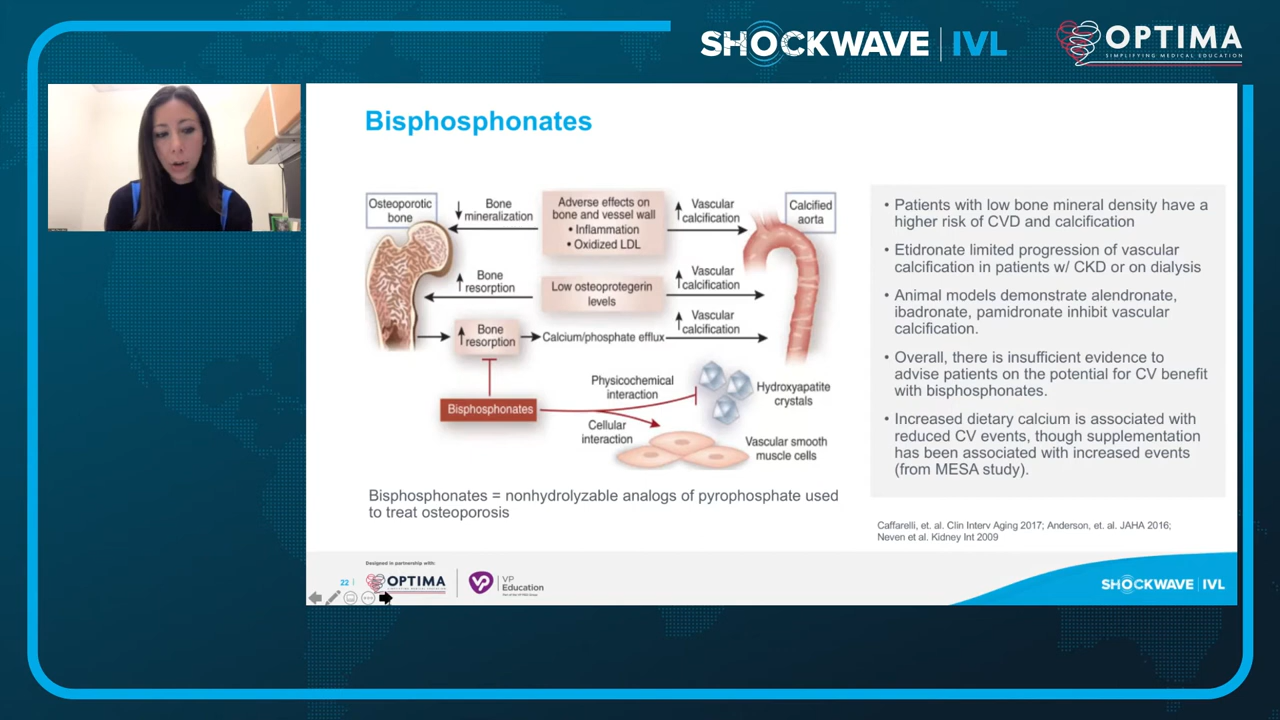 SHOCKWAVE | IVL
OPTIMA
SIMPLIFYING MEDICAL EDUCATION
Bisphosphonates
Osteoporotic
bone
Bone
mineralization
Adverse effects on
bone and vessel wall
• Inflammation
• Oxidized LDL
Vascular
calcification
Calcified
aorta
Bone
resorption
Low osteoprotegerin
levels
Vascular
calcification
Bone
resorption
Calcium/phosphate efflux
Vascular
calcification
Bisphosphonates
Physicochemical
interaction
Hydroxyapatite
crystals
Cellular
interaction
Vascular smooth
muscle cells
Bisphosphonates = nonhydrolyzable analogs of pyrophosphate used
to treat osteoporosis
• Patients with low bone mineral density have a
higher risk of CVD and calcification
• Etidronate limited progression of vascular
calcification in patients w/ CKD or on dialysis
• Animal models demonstrate alendronate,
ibadronate, pamidronate inhibit vascular
calcification.
• Overall, there is insufficient evidence to
advise patients on the potential for CV benefit
with bisphosphonates.
• Increased dietary calcium is associated with
reduced CV events, though supplementation
has been associated with increased events
(from MESA study).
Caffarelli, et. al. Clin Interv Aging 2017; Anderson, et. al. JAHA 2016;
Neven et al. Kidney Int 2009
22 |
Designed in partnership with:
OPTIMA
VP
Education
SHOCKWAVE | IVL